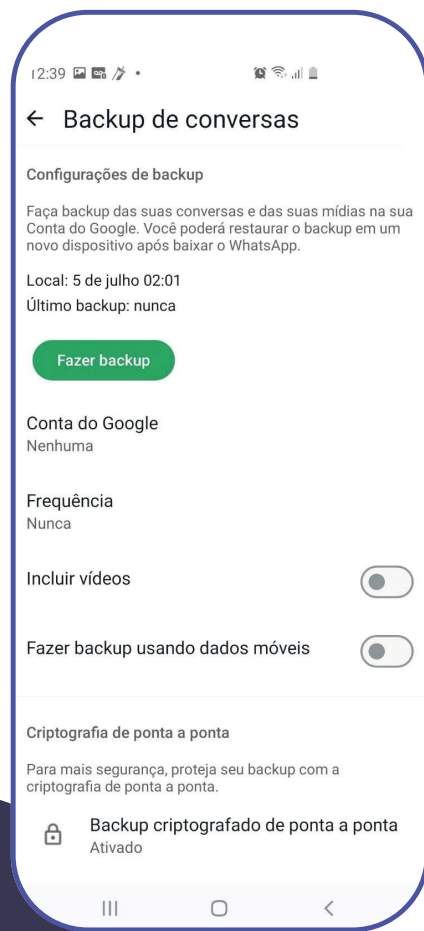 12:39
Backup de conversas
Configurações de backup
Faça backup das suas conversas e das suas mídias na sua
Conta do Google. Você poderá restaurar o backup em um
novo dispositivo após baixar o WhatsApp.
Local: 5 de julho 02:01
Último backup: nunca
Fazer backup
Conta do Google
Nenhuma
Frequência
Nunca
Incluir vídeos
Fazer backup usando dados móveis
Criptografia de ponta a ponta
Para mais segurança, proteja seu backup com a
criptografia de ponta a ponta.
Backup criptografado de ponta a ponta
Ativado